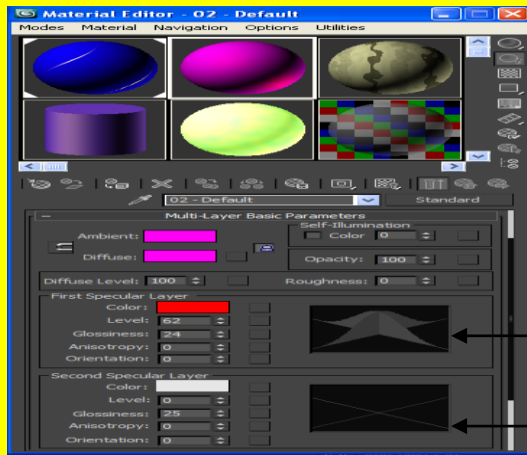 Material Editor - 02 - Default
Modes Material Navigation Options Utilities
02 - Default Standard
Multi-Layer Basic Parameters
Self-Illumination
Ambient: Color 0
Diffuse: Opacity: 100
Diffuse Level: 100 Roughness: 0
First Specular Layer
Color:
Level: 62
Glossiness: 24
Anisotropy: 0
Orientation: 0
Second Specular Layer
Color:
Level: 0
Glossiness: 25
Anisotropy: 0
Orientation: 0